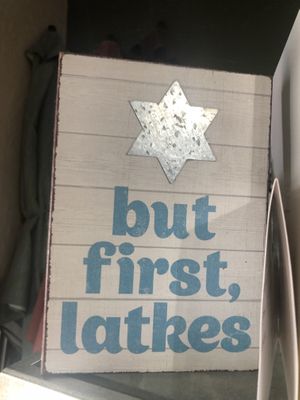 but
first,
latkes